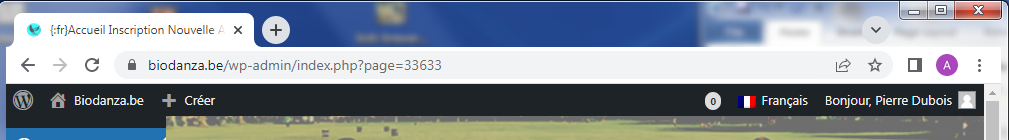 {:fr}Accueil Inscription Nouvelle A
biodanza.be/wp-admin/index.php?page=33633
A
Biodanza.be
Créer
0
Français
Bonjour, Pierre Dubois